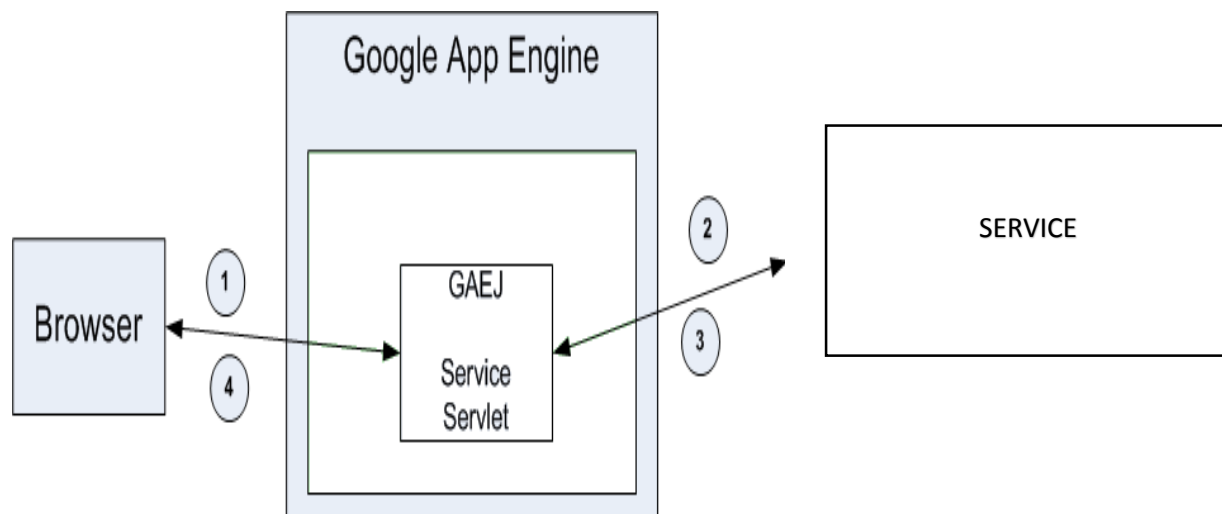 Google App Engine
SERVICE
2
1
GAEJ
Browser
3
Service
4
Servlet